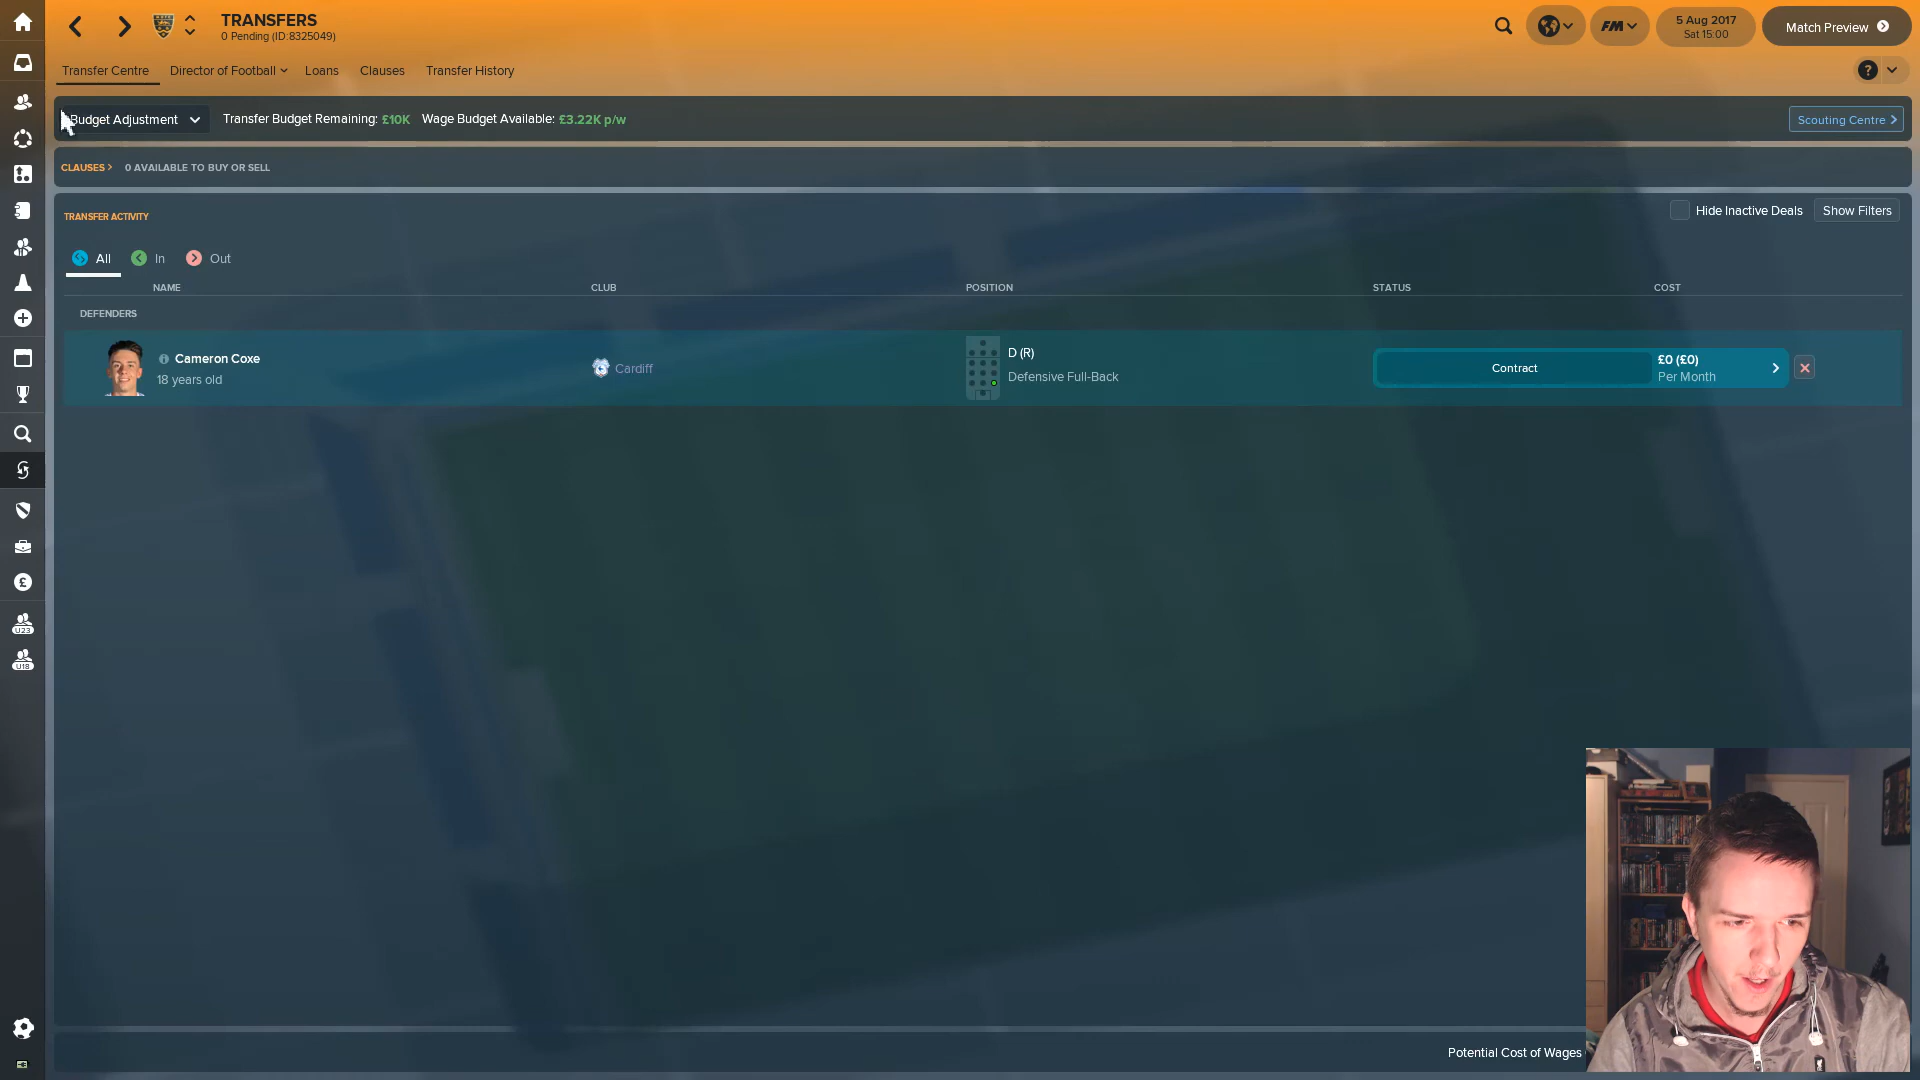 TRANSFERS
0 Pending (ID:8325049)
FM
5 Aug 2017
Sat 15:00
Match Preview
Transfer Centre
Director of Football
Loans
Clauses
Transfer History
?
Budget Adjustment
Transfer Budget Remaining: £10K
Wage Budget Available: £3.22K p/w
Scouting Centre >
CLAUSES >
0 AVAILABLE TO BUY OR SELL
TRANSFER ACTIVITY
Hide Inactive Deals
Show Filters
All
In
Out
NAME
CLUB
POSITION
STATUS
COST
DEFENDERS
Cameron Coxe
18 years old
Cardiff
D (R)
Defensive Full-Back
Contract
£0 (£0)
Per Month
£
U23
U18
Potential Cost of Wages